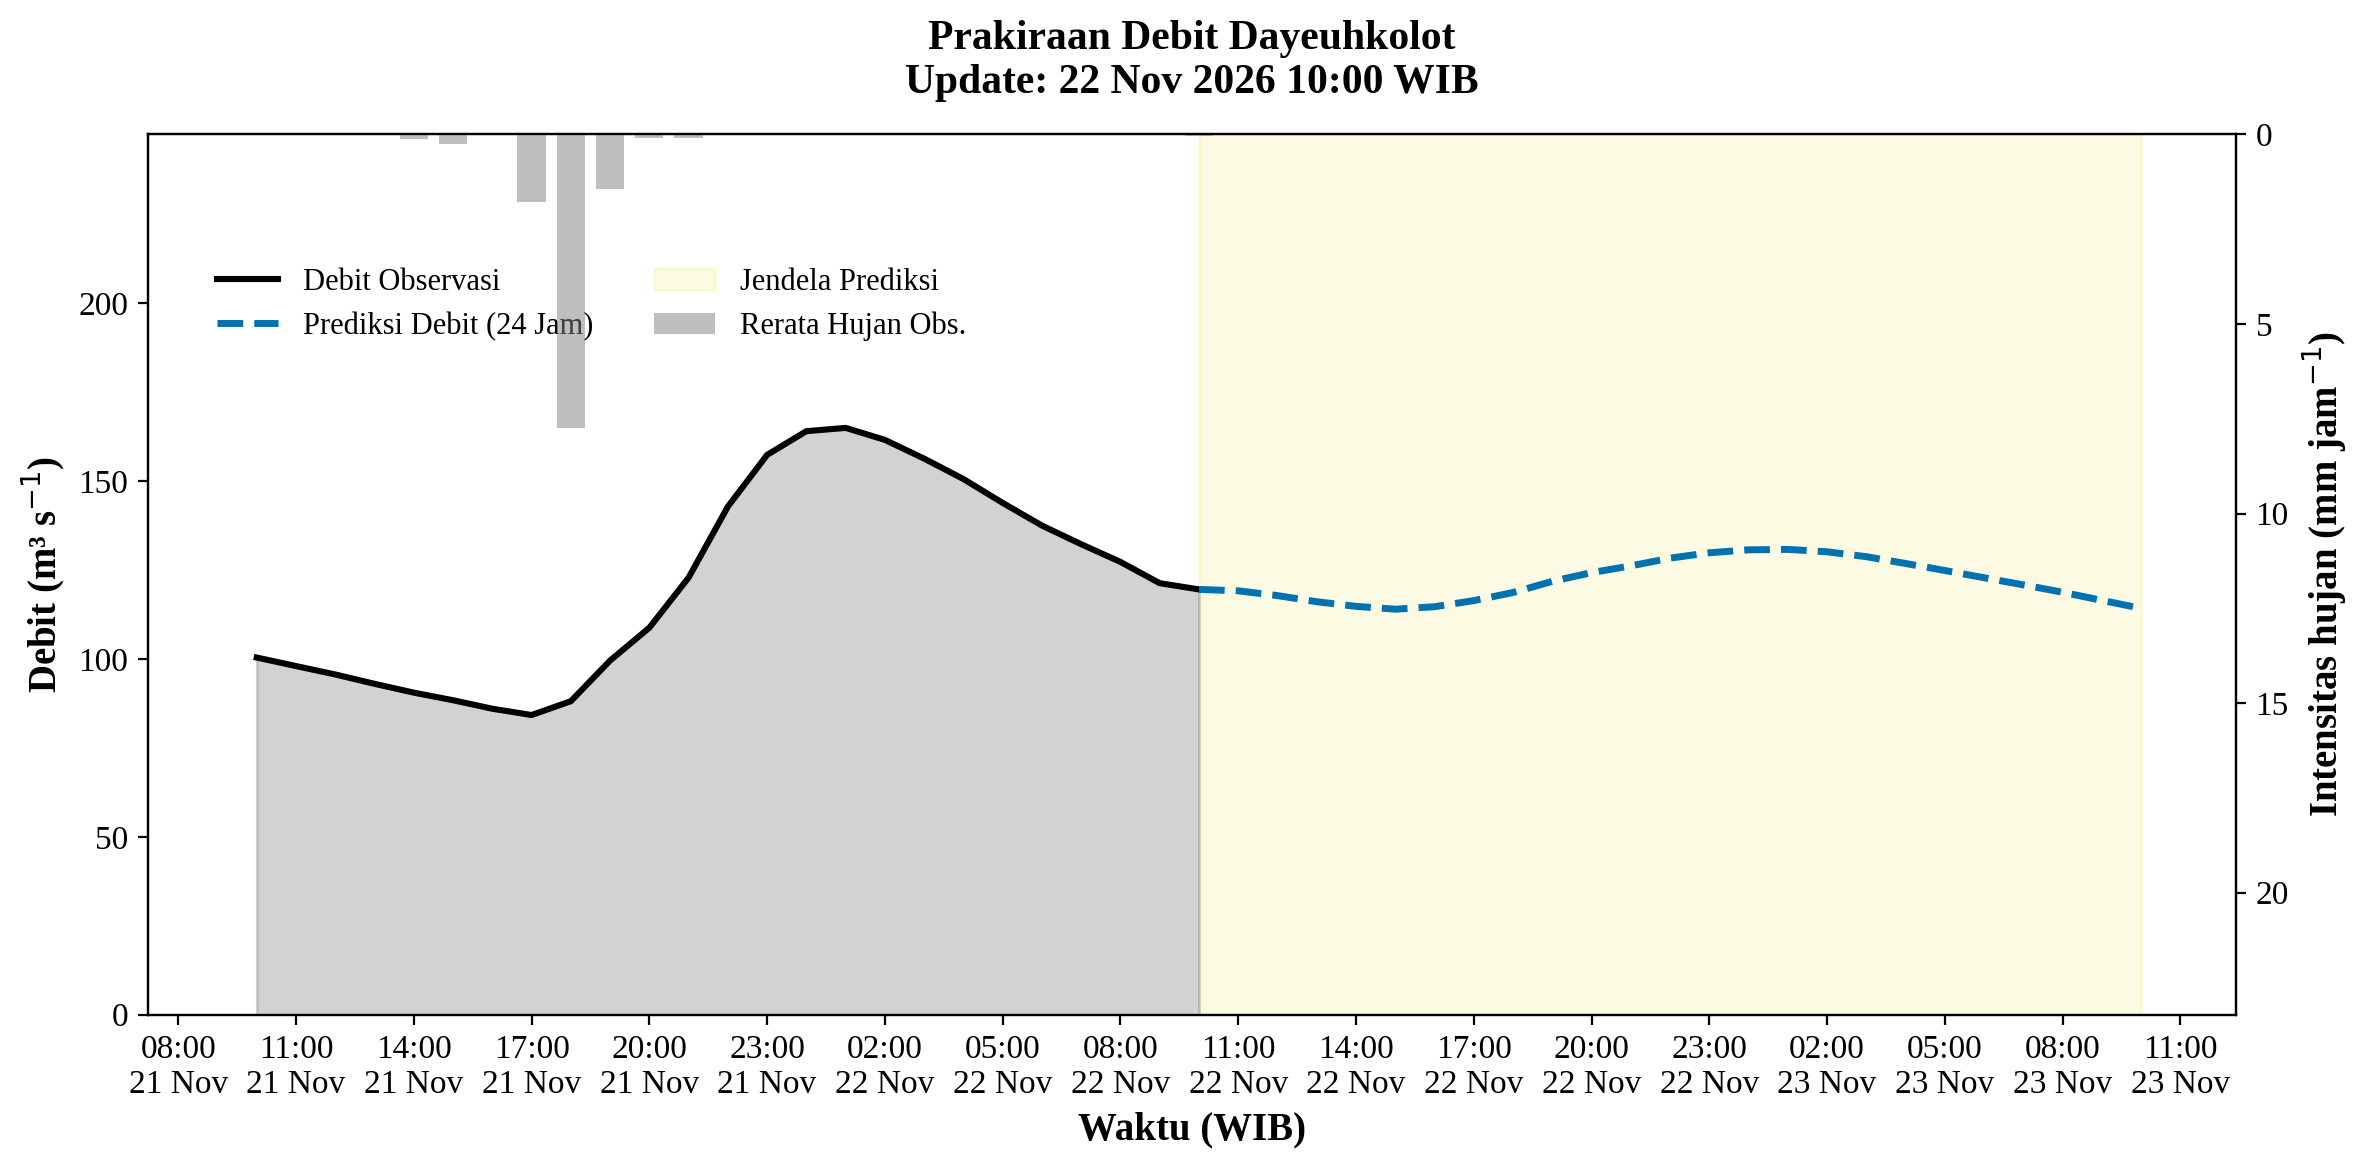 Prakiraan Debit Dayeuhkolot
Update: 22 Nov 2026 10:00 WIB
Debit Observasi
Prediksi Debit (24 Jam)
Jendela Prediksi
Rerata Hujan Obs.
Debit (m³ s⁻¹)
200
150
100
50
0
0
5
10
15
20
Intensitas hujan (mm jam⁻¹)
08:00 11:00 14:00 17:00 20:00 23:00 02:00 05:00 08:00 11:00 14:00 17:00 20:00 23:00 02:00 05:00 08:00 11:00
21 Nov 21 Nov 21 Nov 21 Nov 21 Nov 21 Nov 22 Nov 22 Nov 22 Nov 22 Nov 22 Nov 22 Nov 22 Nov 22 Nov 23 Nov 23 Nov 23 Nov 23 Nov
Waktu (WIB)